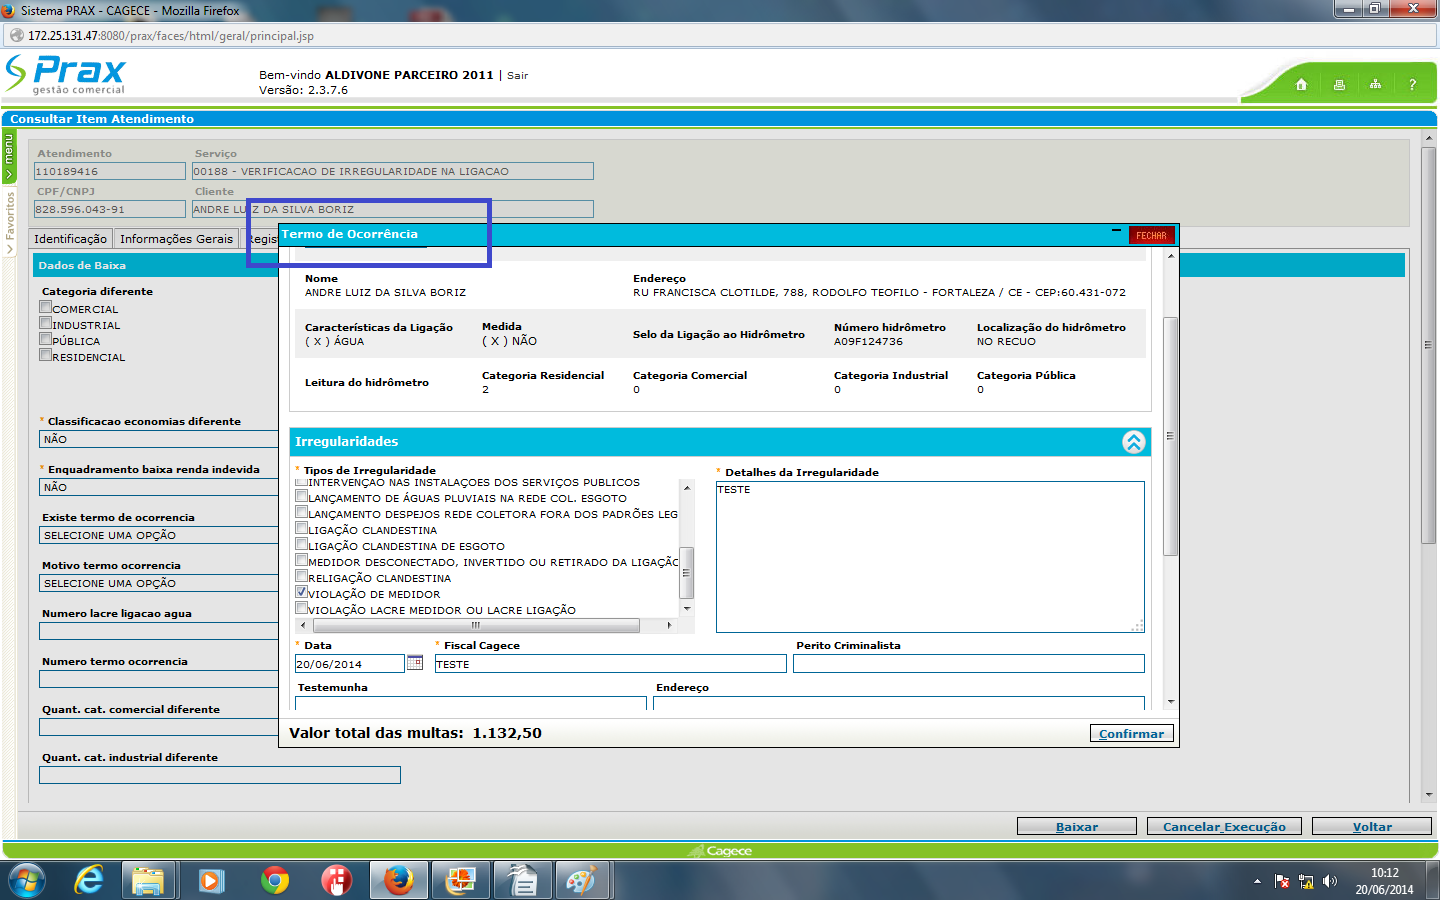 Sistema PRAX - CAGECE - Mozilla Firefox
172.25.131.47:8080/prax/faces/html/geral/principal.jsp
Prax
gestão comercial
Bem-vindo ALDIVONE PARCEIRO 2011 | Sair
Versão: 2.3.7.6
?
Consultar Item Atendimento
menu
Favoritos
Atendimento Serviço
110189416 00188 - VERIFICACAO DE IRREGULARIDADE NA LIGACAO
CPF/CNPJ Cliente
828.596.043-91 ANDRE LUIZ DA SILVA BORIZ
Identificação Informações Gerais Regist
Dados de Baixa
Categoria diferente
COMERCIAL
INDUSTRIAL
PÚBLICA
RESIDENCIAL
* Classificacao economias diferente
NÃO
* Enquadramento baixa renda indevida
NÃO
Existe termo de ocorrencia
SELECIONE UMA OPÇÃO
Motivo termo ocorrencia
SELECIONE UMA OPÇÃO
Numero lacre ligacao agua
Numero termo ocorrencia
Quant. cat. comercial diferente
Quant. cat. industrial diferente
Termo de Ocorrência
FECHAR
Nome Endereço
ANDRE LUIZ DA SILVA BORIZ RU FRANCISCA CLOTILDE, 788, RODOLFO TEOFILO - FORTALEZA / CE - CEP:60.431-072
Características da Ligação Medida Selo da Ligação ao Hidrômetro Número hidrômetro Localização do hidrômetro
( X ) ÁGUA ( X ) NÃO A09F124736 NO RECUO
Leitura do hidrômetro Categoria Residencial Categoria Comercial Categoria Industrial Categoria Pública
2 0 0 0
Irregularidades
* Tipos de Irregularidade
INTERVENÇÃO NAS INSTALAÇOES DOS SERVIÇOS PUBLICOS
LANÇAMENTO DE ÁGUAS PLUVIAIS NA REDE COL. ESGOTO
LANÇAMENTO DESPEJOS REDE COLETORA FORA DOS PADRÕES LEG
LIGAÇÃO CLANDESTINA
LIGAÇÃO CLANDESTINA DE ESGOTO
MEDIDOR DESCONECTADO, INVERTIDO OU RETIRADO DA LIGAÇÃO
RELIGAÇÃO CLANDESTINA
VIOLAÇÃO DE MEDIDOR
VIOLAÇÃO LACRE MEDIDOR OU LACRE LIGAÇÃO
* Detalhes da Irregularidade
TESTE
* Data * Fiscal Cagece Perito Criminalista
20/06/2014 TESTE
Testemunha Endereço
Valor total das multas: 1.132,50
Confirmar
Baixar Cancelar Execução Voltar
Cagece
10:12
20/06/2014